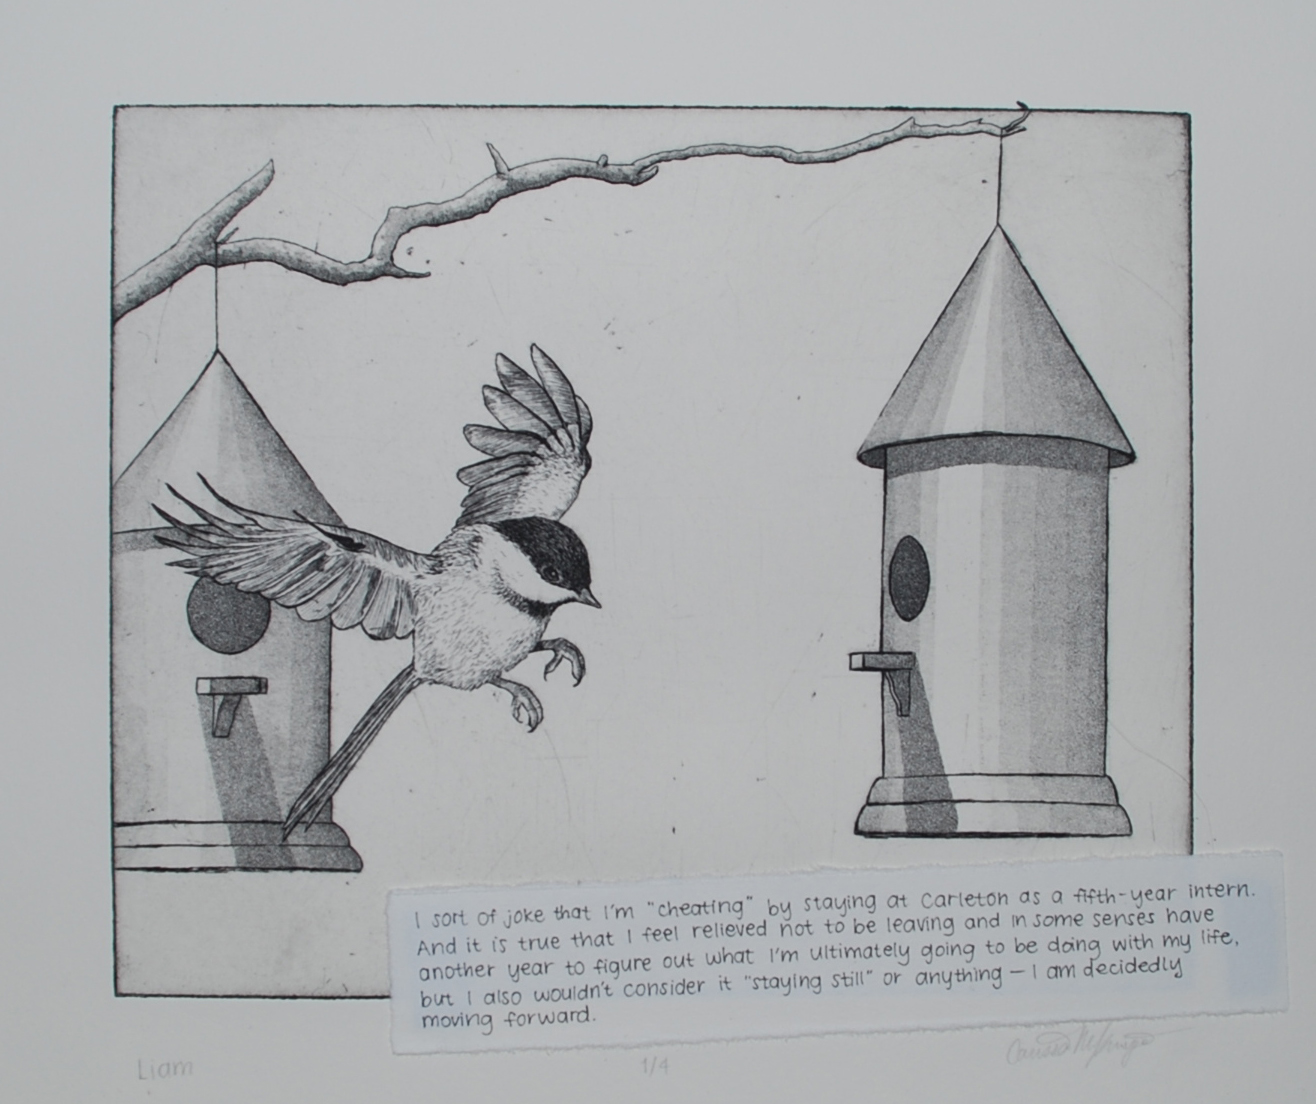 I sort of joke that I'm "cheating" by staying at Carleton as a fifth-year intern.
And it is true that I feel relieved not to be leaving and in some senses have
another year to figure out what I'm ultimately going to be doing with my life,
but I also wouldn't consider it "staying still" or anything — I am decidedly
moving forward.
Liam
1/4